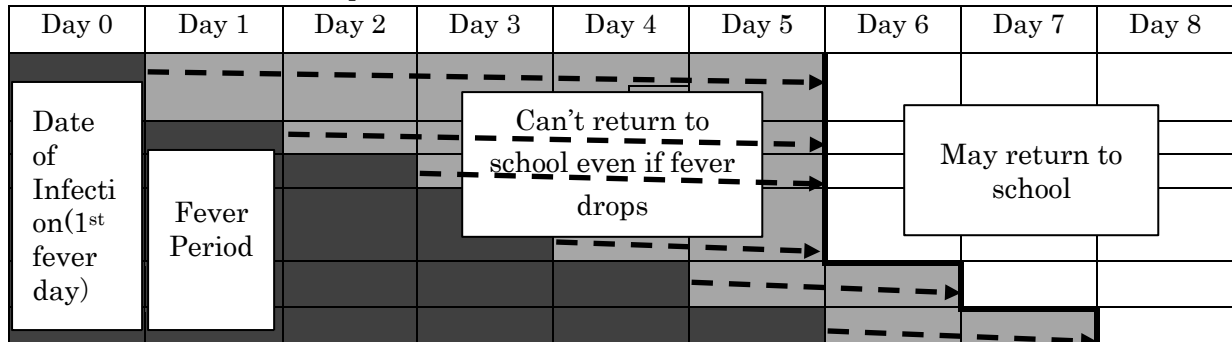 Day 0 Day 1 Day 2 Day 3 Day 4 Day 5 Day 6 Day 7 Day 8
Date
of
Infecti
on(1st
fever
day)
Fever
Period
Can't return to
school even if fever
drops
May return to
school